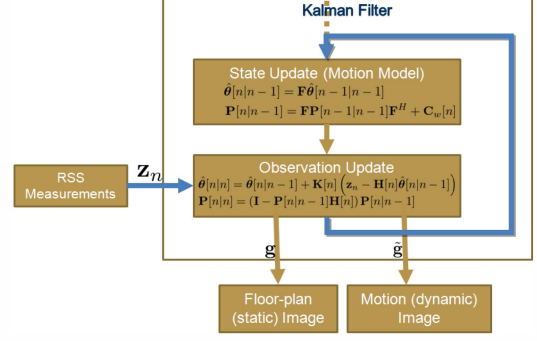 Kalman Filter
State Update (Motion Model)
θ̂[n|n − 1] = Fθ̂[n − 1|n − 1]
P[n|n − 1] = FP[n − 1|n − 1]F^H + C_w[n]
Observation Update
θ̂[n|n] = θ̂[n|n − 1] + K[n] (z_n − H[n]θ̂[n|n − 1])
P[n|n] = (I − P[n|n − 1]H[n]) P[n|n − 1]
RSS
Measurements
z_n
g
g̃
Floor-plan
(static) Image
Motion (dynamic)
Image